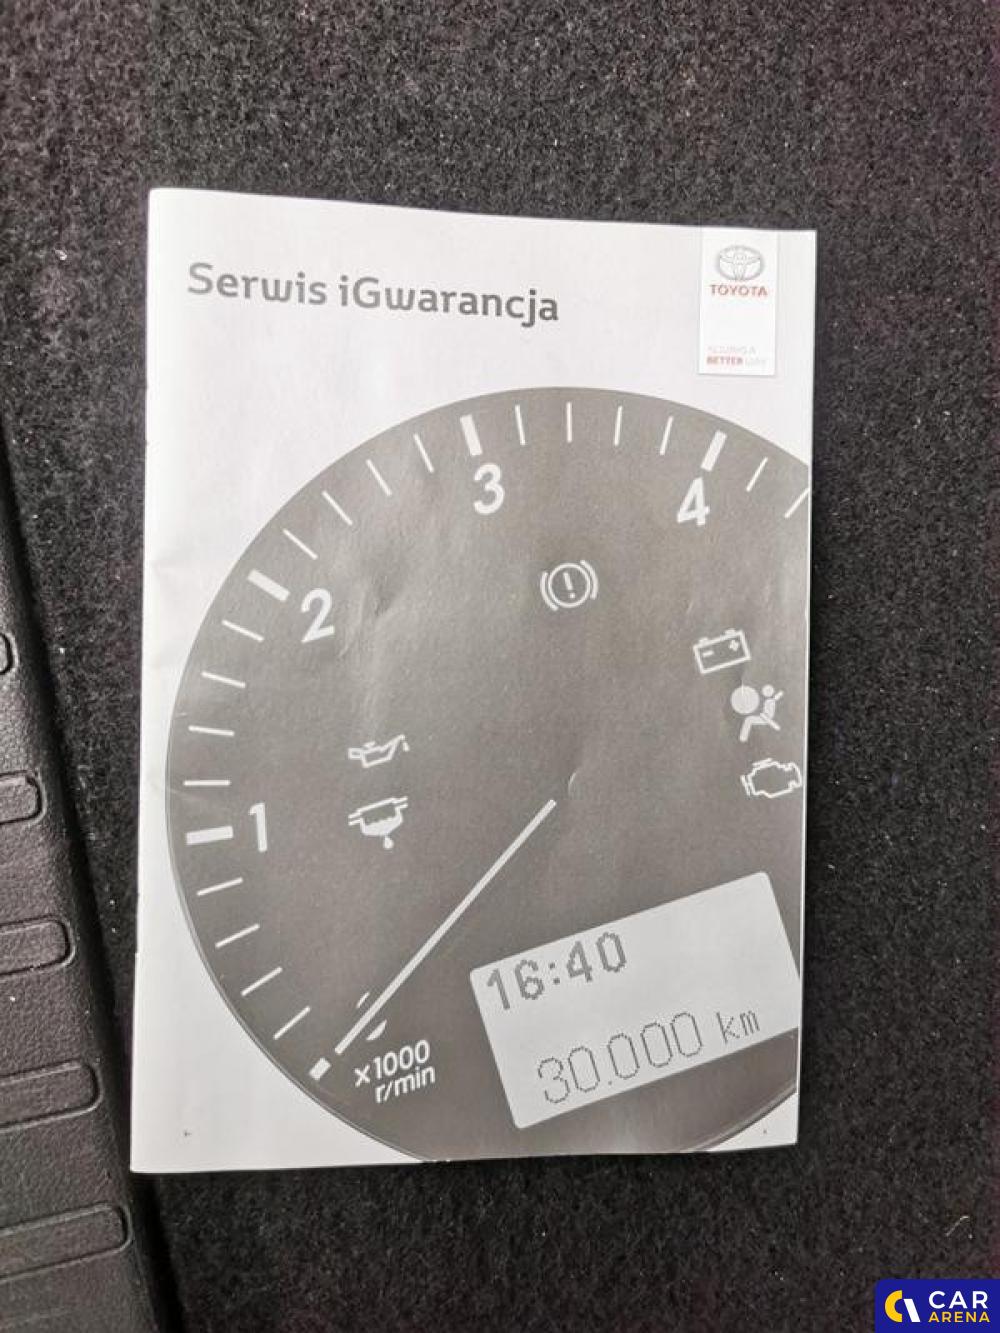 Serwis iGwarancja
TOYOTA
ALWAYS A
BETTER WAY
3
4
2
1
16:40
30.000 km
x1000
r/min
CAR
ARENA